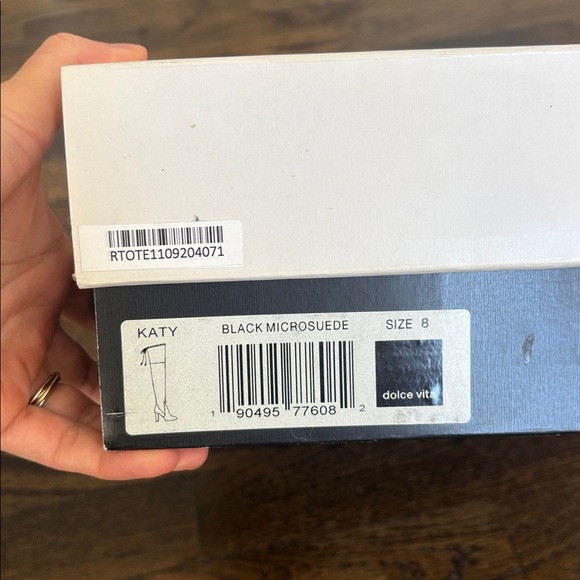 RTOTE1109204071
KATY BLACK MICROSUEDE SIZE 8
dolce vita
1 90495 77608 2